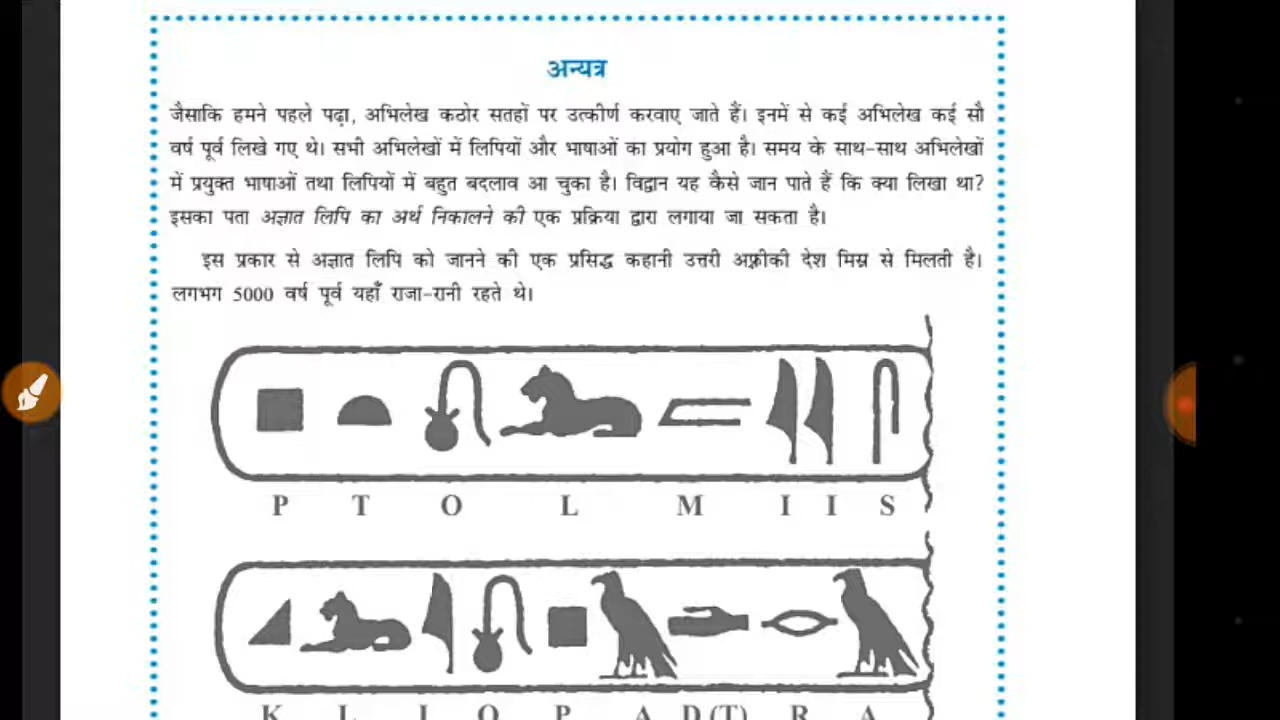 अन्यत्र
जैसाकि हमने पहले पढ़ा, अभिलेख कठोर सतहों पर उत्कीर्ण करवाए जाते हैं। इनमें से कई अभिलेख कई सौ
वर्ष पूर्व लिखे गए थे। सभी अभिलेखों में लिपियों और भाषाओं का प्रयोग हुआ है। समय के साथ-साथ अभिलेखों
में प्रयुक्त भाषाओं तथा लिपियों में बहुत बदलाव आ चुका है। विद्वान यह कैसे जान पाते हैं कि क्या लिखा था?
इसका पता अज्ञात लिपि का अर्थ निकालने की एक प्रक्रिया द्वारा लगाया जा सकता है।
इस प्रकार से अज्ञात लिपि को जानने की एक प्रसिद्ध कहानी उत्तरी अफ़्रीकी देश मिस्र से मिलती है।
लगभग 5000 वर्ष पूर्व यहाँ राजा-रानी रहते थे।
P T O L M I I S
K L I O P A D (T) R A